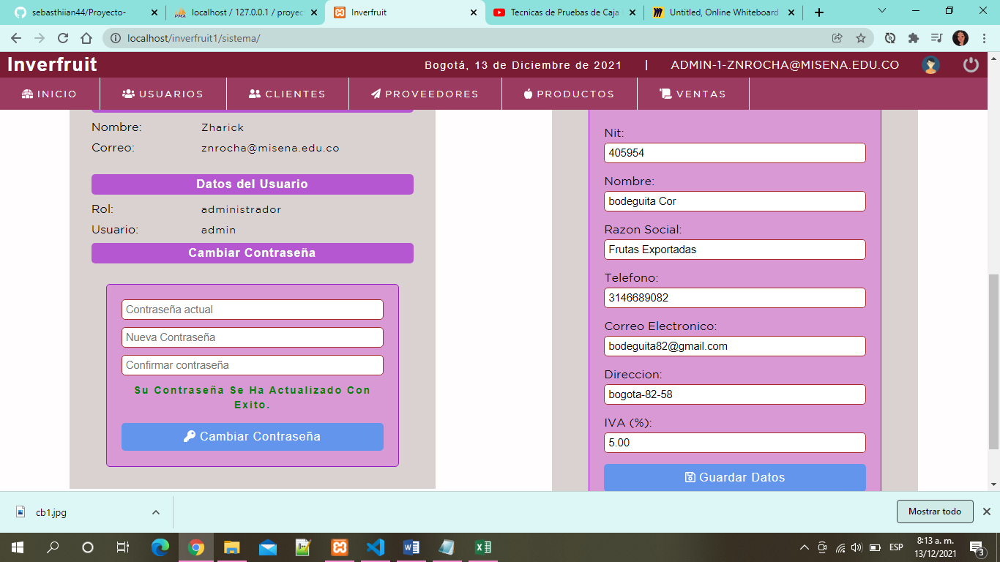 sebasthiian44/Proyecto-
localhost / 127.0.0.1 / proyec
Inverfruit
Tecnicas de Pruebas de Caja
Untitled, Online Whiteboard
localhost/inverfruit1/sistema/
Inverfruit
Bogotá, 13 de Diciembre de 2021 | ADMIN-1-ZNROCHA@MISENA.EDU.CO
INICIO USUARIOS CLIENTES PROVEEDORES PRODUCTOS VENTAS
Nombre: Zharick
Correo: znrocha@misena.edu.co
Datos del Usuario
Rol: administrador
Usuario: admin
Cambiar Contraseña
Contraseña actual
Nueva Contraseña
Confirmar contraseña
Su Contraseña Se Ha Actualizado Con
Exito.
Cambiar Contraseña
Nit:
405954
Nombre:
bodeguita Cor
Razon Social:
Frutas Exportadas
Telefono:
3146689082
Correo Electronico:
bodeguita82@gmail.com
Direccion:
bogota-82-58
IVA (%):
5.00
Guardar Datos
cb1.jpg
Mostrar todo
ESP
8:13 a. m.
13/12/2021
3